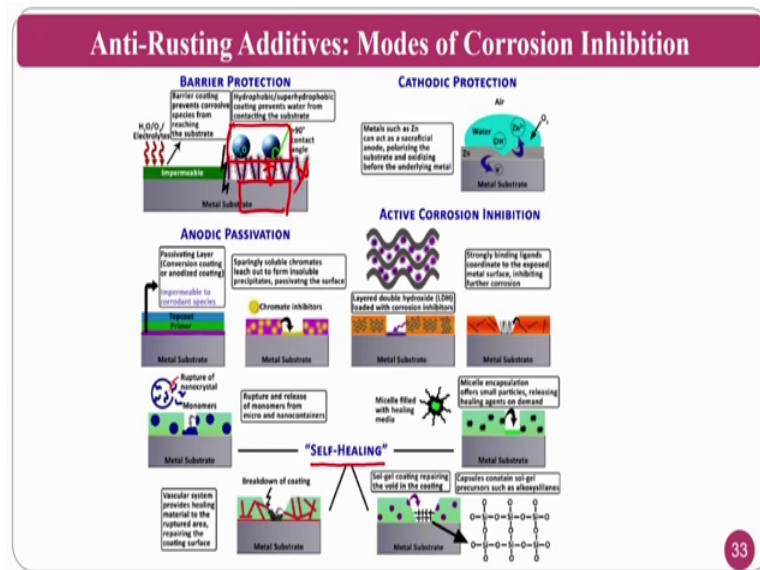 Anti-Rusting Additives: Modes of Corrosion Inhibition
BARRIER PROTECTION
Barrier coating
prevents corrosive
species from
reaching
the substrate
H₂O/O₂/
Electrolytes
Hydrophobic/superhydrophobic
coating prevents water from
contacting the substrate
>90°
contact
angle
Impermeable
Metal Substrate
CATHODIC PROTECTION
Metals such as Zn
can act as a sacrificial
anode, polarizing the
substrate and oxidizing
before the underlying metal
Air
Water
O₂
Zn²⁺
OH⁻
Zn
e⁻
Metal Substrate
ANODIC PASSIVATION
Passivating Layer
(Conversion coating
or anodized coating)
Impermeable to
corrodant species
Topcoat
Primer
Metal Substrate
Sparingly soluble chromates
leach out to form insoluble
precipitates, passivating the surface
Chromate inhibitors
Metal Substrate
ACTIVE CORROSION INHIBITION
Layered double hydroxide (LDH)
loaded with corrosion inhibitors
Metal Substrate
Strongly binding ligands
coordinate to the exposed
metal surface, inhibiting
further corrosion
Metal Substrate
Rupture of
nanocrystal
Monomers
Metal Substrate
Rupture and release
of monomers from
micro and nanocontainers
Micelle filled
with healing
media
Micelle encapsulation
offers small particles, releasing
healing agents on demand
Metal Substrate
"SELF-HEALING"
Vascular system
provides healing
material to the
ruptured area,
repairing the
coating surface
Breakdown of coating
Metal Substrate
Sol-gel coating repairing
the void in the coating
Metal Substrate
Capsules conatain sol-gel
precursors such as alkoxysilanes
O O O
O—Si—O—Si—O—Si—O
O O O
O—Si—O—Si—O—Si—O
O O O
33